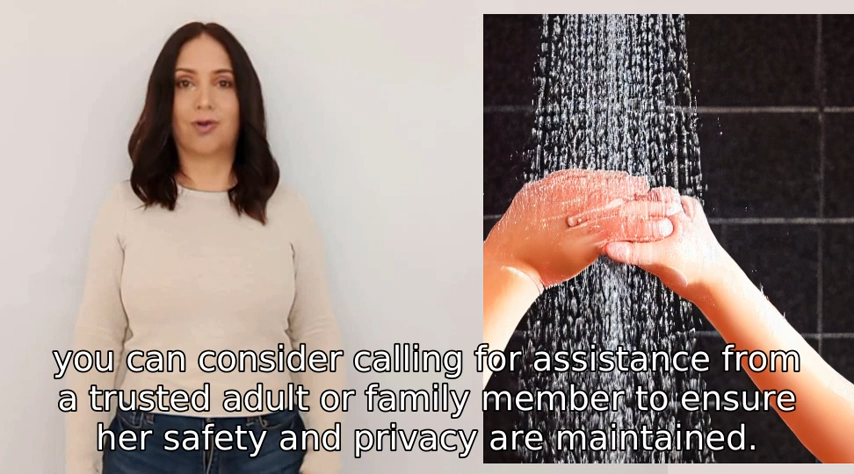 you can consider calling for assistance from
a trusted adult or family member to ensure
her safety and privacy are maintained.